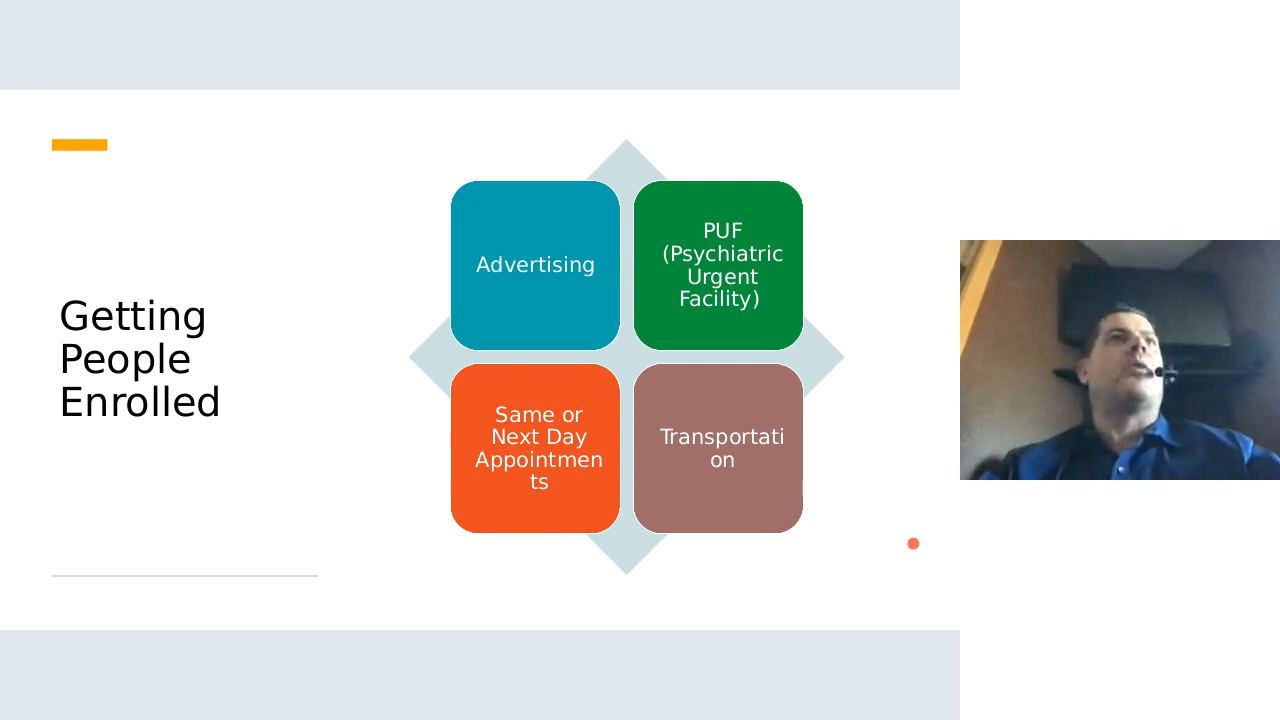 Getting
People
Enrolled
Advertising
PUF
(Psychiatric
Urgent
Facility)
Same or
Next Day
Appointmen
ts
Transportati
on